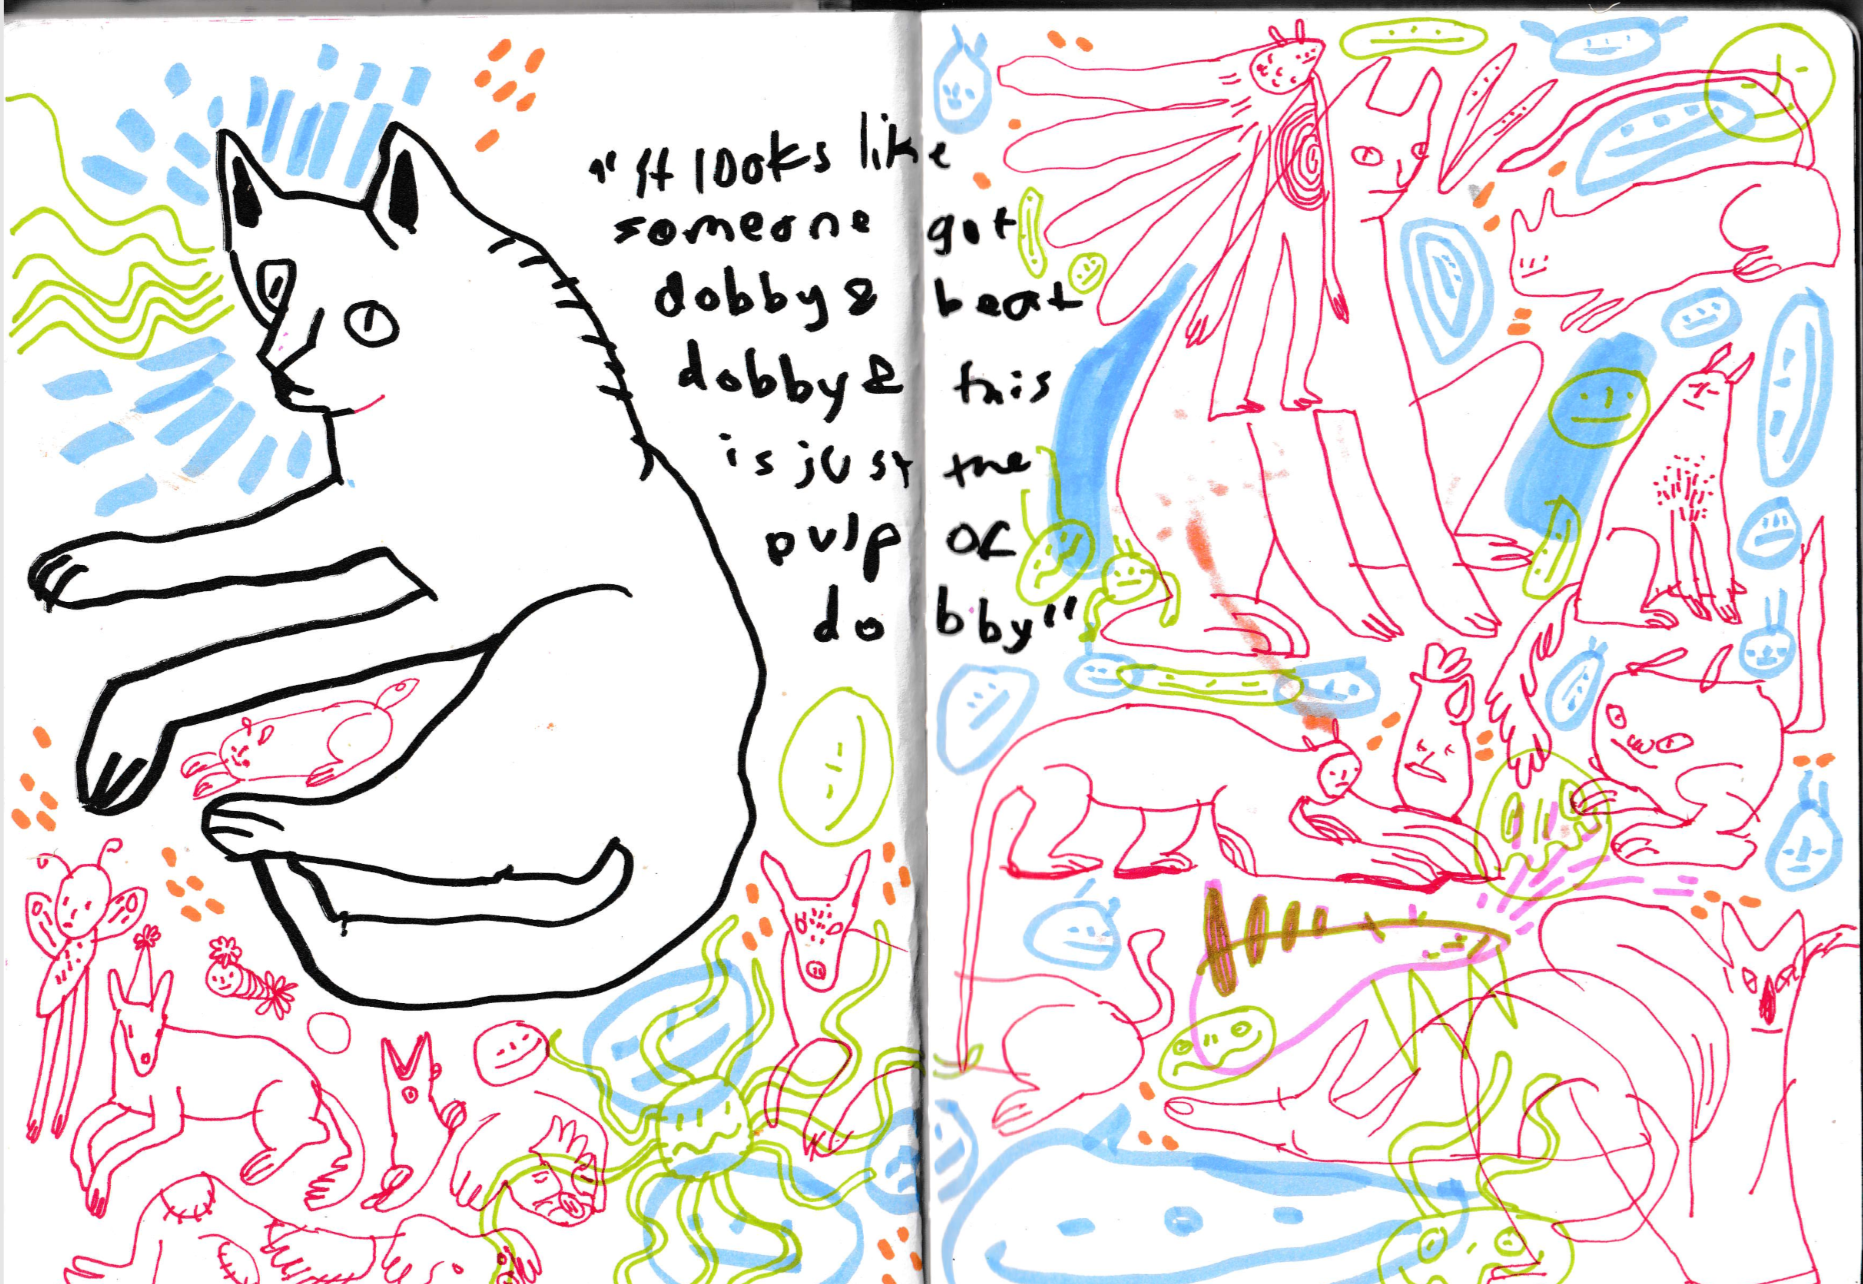 "It looks like
someone got
dobby & beat
dobby & this
is just the
pulp of
dobby"